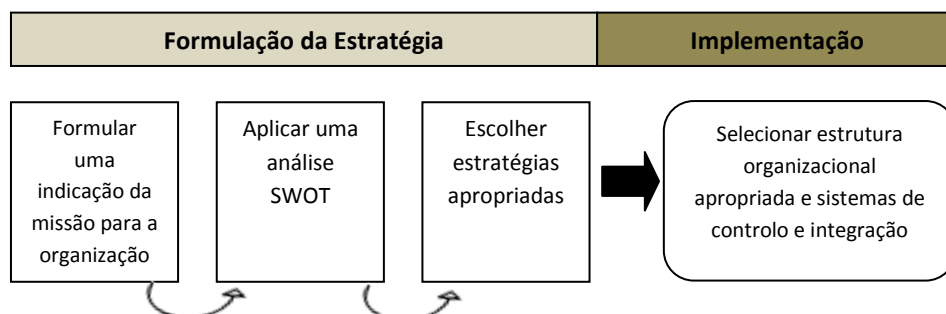 Formulação da Estratégia
Implementação
Formular
uma
indicação da
missão para a
organização
Aplicar uma
análise
SWOT
Escolher
estratégias
apropriadas
Selecionar estrutura
organizacional
apropriada e sistemas de
controlo e integração